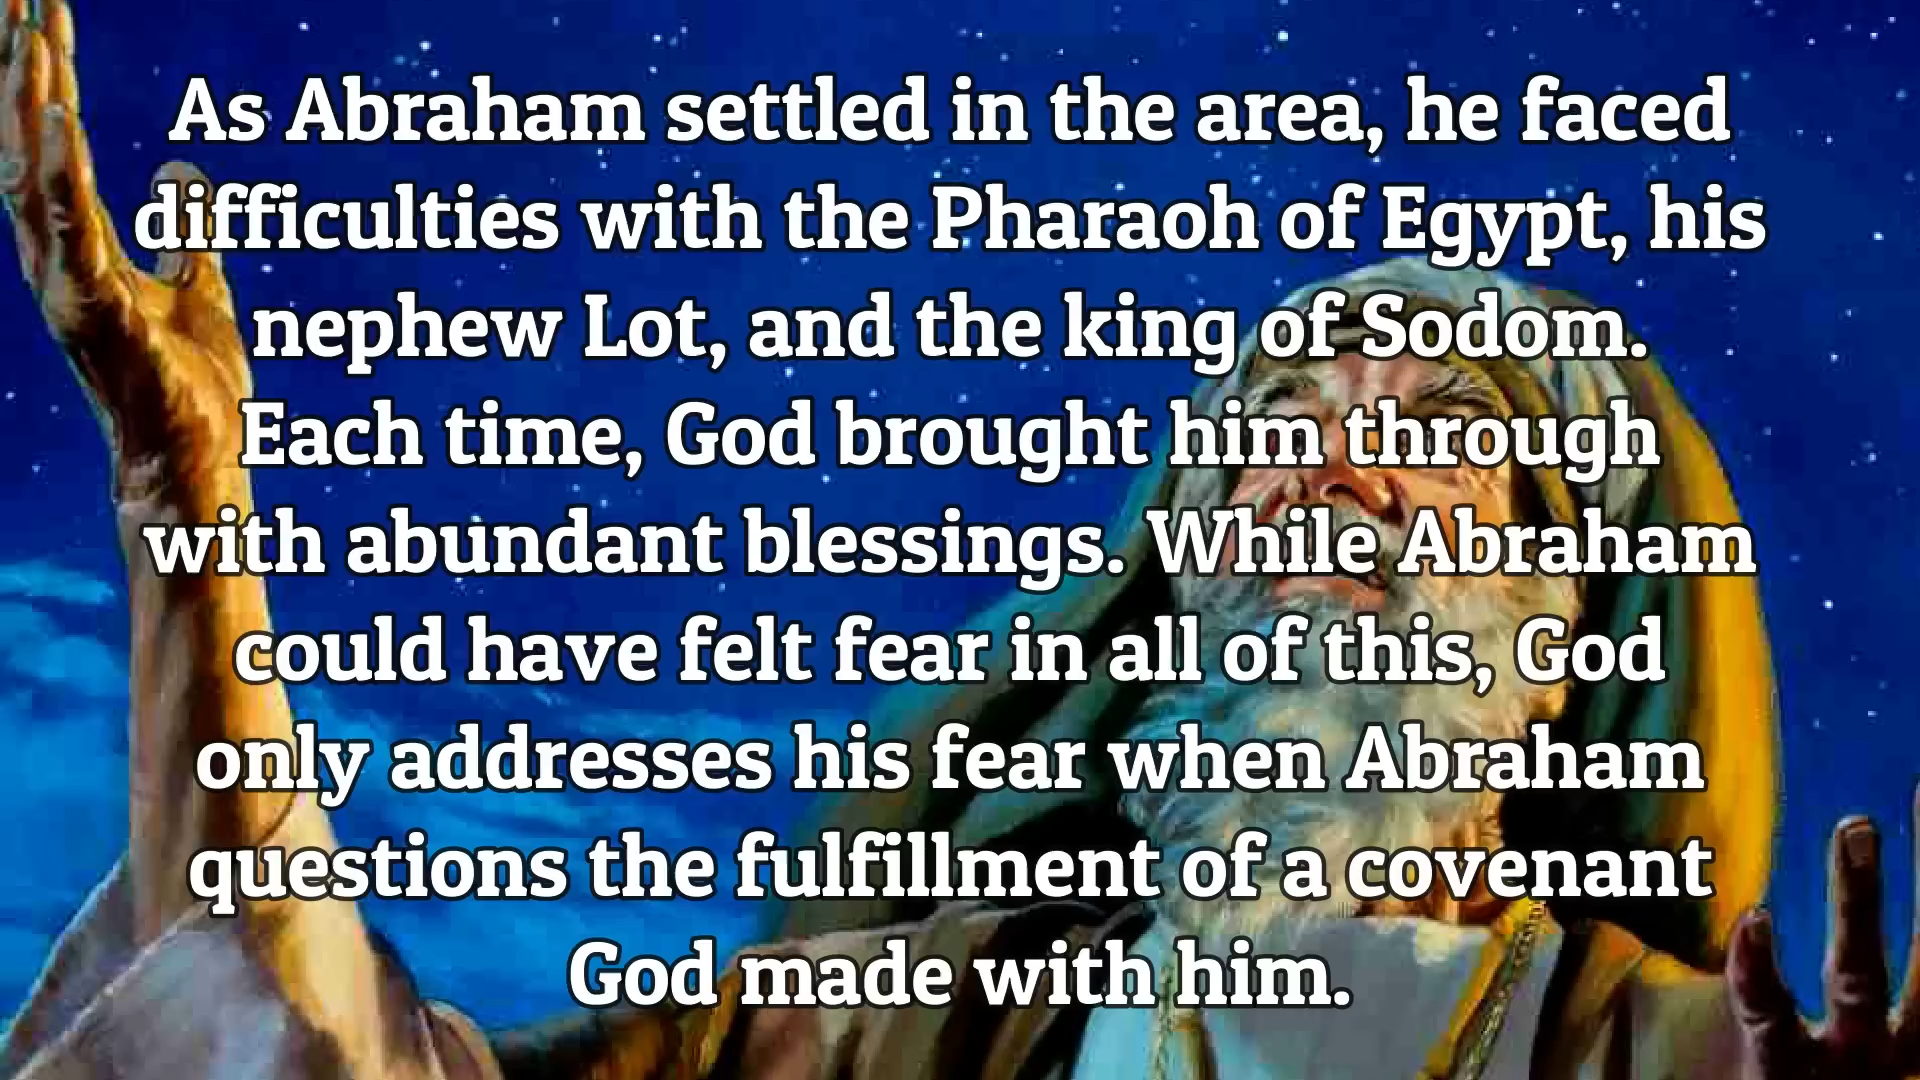 As Abraham settled in the area, he faced
difficulties with the Pharaoh of Egypt, his
nephew Lot, and the king of Sodom.
Each time, God brought him through
with abundant blessings. While Abraham
could have felt fear in all of this, God
only addresses his fear when Abraham
questions the fulfillment of a covenant
God made with him.